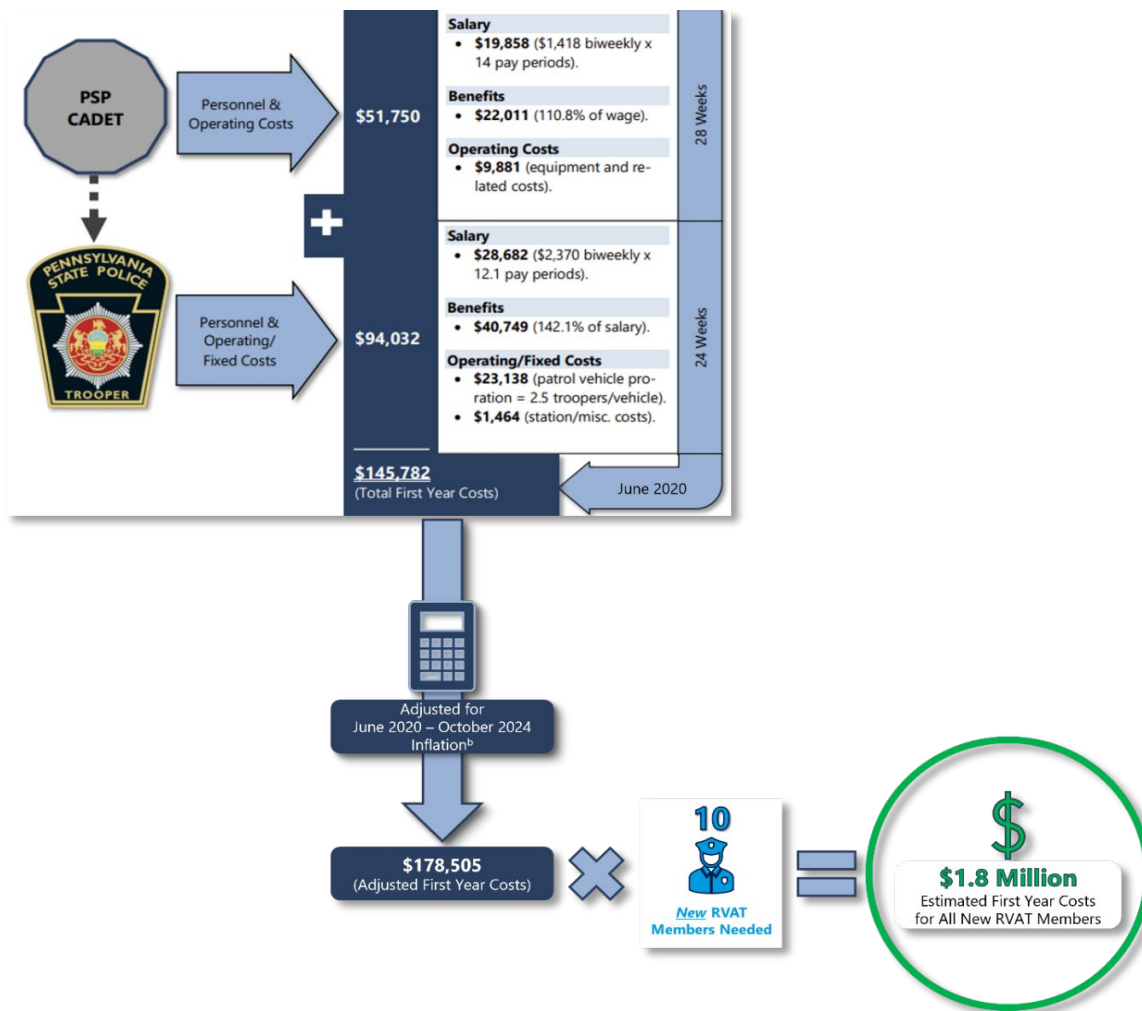 PSP
CADET
Personnel &
Operating Costs
$51,750
Salary
• $19,858 ($1,418 biweekly x
14 pay periods).
Benefits
• $22,011 (110.8% of wage).
Operating Costs
• $9,881 (equipment and re-
lated costs).
28 Weeks
+
PENNSYLVANIA
STATE POLICE
TROOPER
Personnel &
Operating/
Fixed Costs
$94,032
Salary
• $28,682 ($2,370 biweekly x
12.1 pay periods).
Benefits
• $40,749 (142.1% of salary).
Operating/Fixed Costs
• $23,138 (patrol vehicle pro-
ration = 2.5 troopers/vehicle).
• $1,464 (station/misc. costs).
24 Weeks
$145,782
(Total First Year Costs)
June 2020
Adjusted for
June 2020 – October 2024
Inflationᵇ
$178,505
(Adjusted First Year Costs)
10
New RVAT
Members Needed
$
$1.8 Million
Estimated First Year Costs
for All New RVAT Members